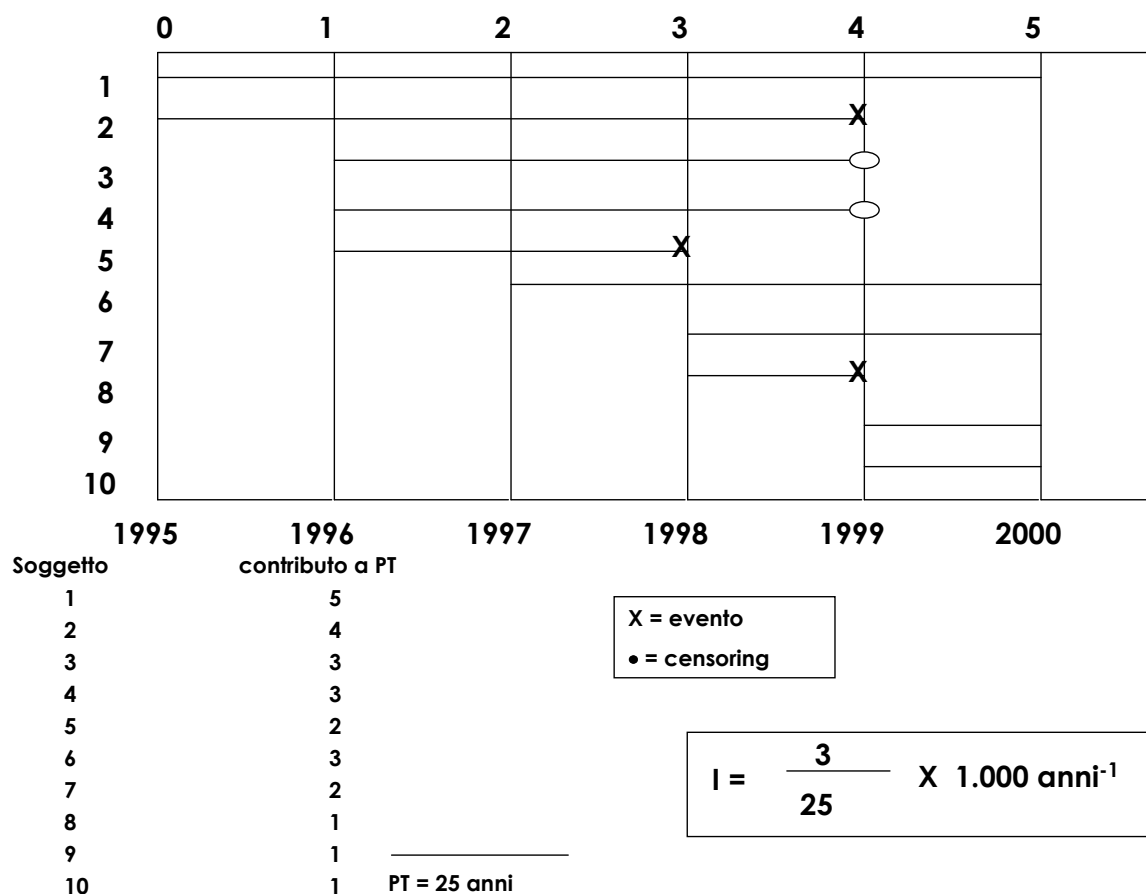 0 1 2 3 4 5
1
2 X
3
4
5 X
6
7
8 X
9
10
1995 1996 1997 1998 1999 2000
Soggetto contributo a PT
1 5
2 4
3 3
4 3
5 2
6 3
7 2
8 1
9 1
10 1 PT = 25 anni
X = evento
• = censoring
I = 3/25 X 1.000 anni⁻¹